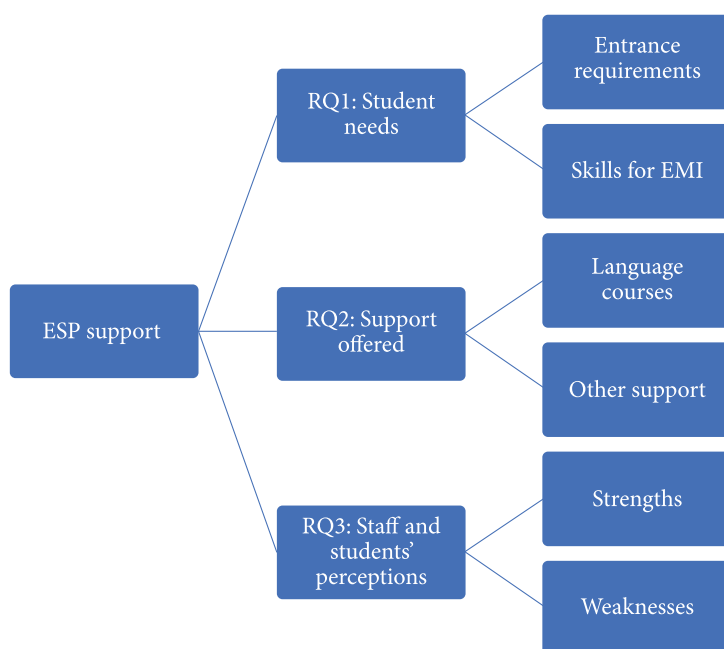 ESP support
RQ1: Student
needs
Entrance
requirements
Skills for EMI
RQ2: Support
offered
Language
courses
Other support
RQ3: Staff and
students’
perceptions
Strengths
Weaknesses